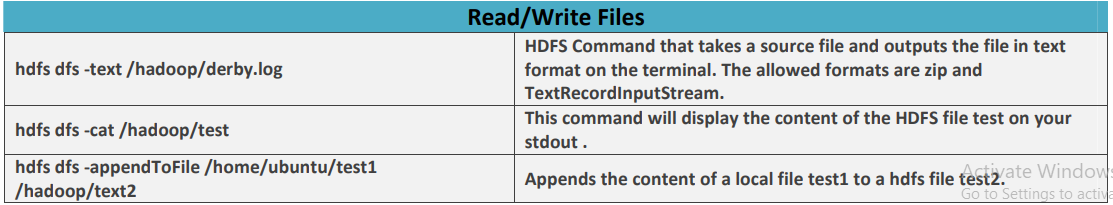 Read/Write Files
hdfs dfs -text /hadoop/derby.log
HDFS Command that takes a source file and outputs the file in text
format on the terminal. The allowed formats are zip and
TextRecordInputStream.
hdfs dfs -cat /hadoop/test
This command will display the content of the HDFS file test on your
stdout .
hdfs dfs -appendToFile /home/ubuntu/test1
/hadoop/text2
Appends the content of a local file test1 to a hdfs file test2.
Activate Windows
Go to Settings to activa